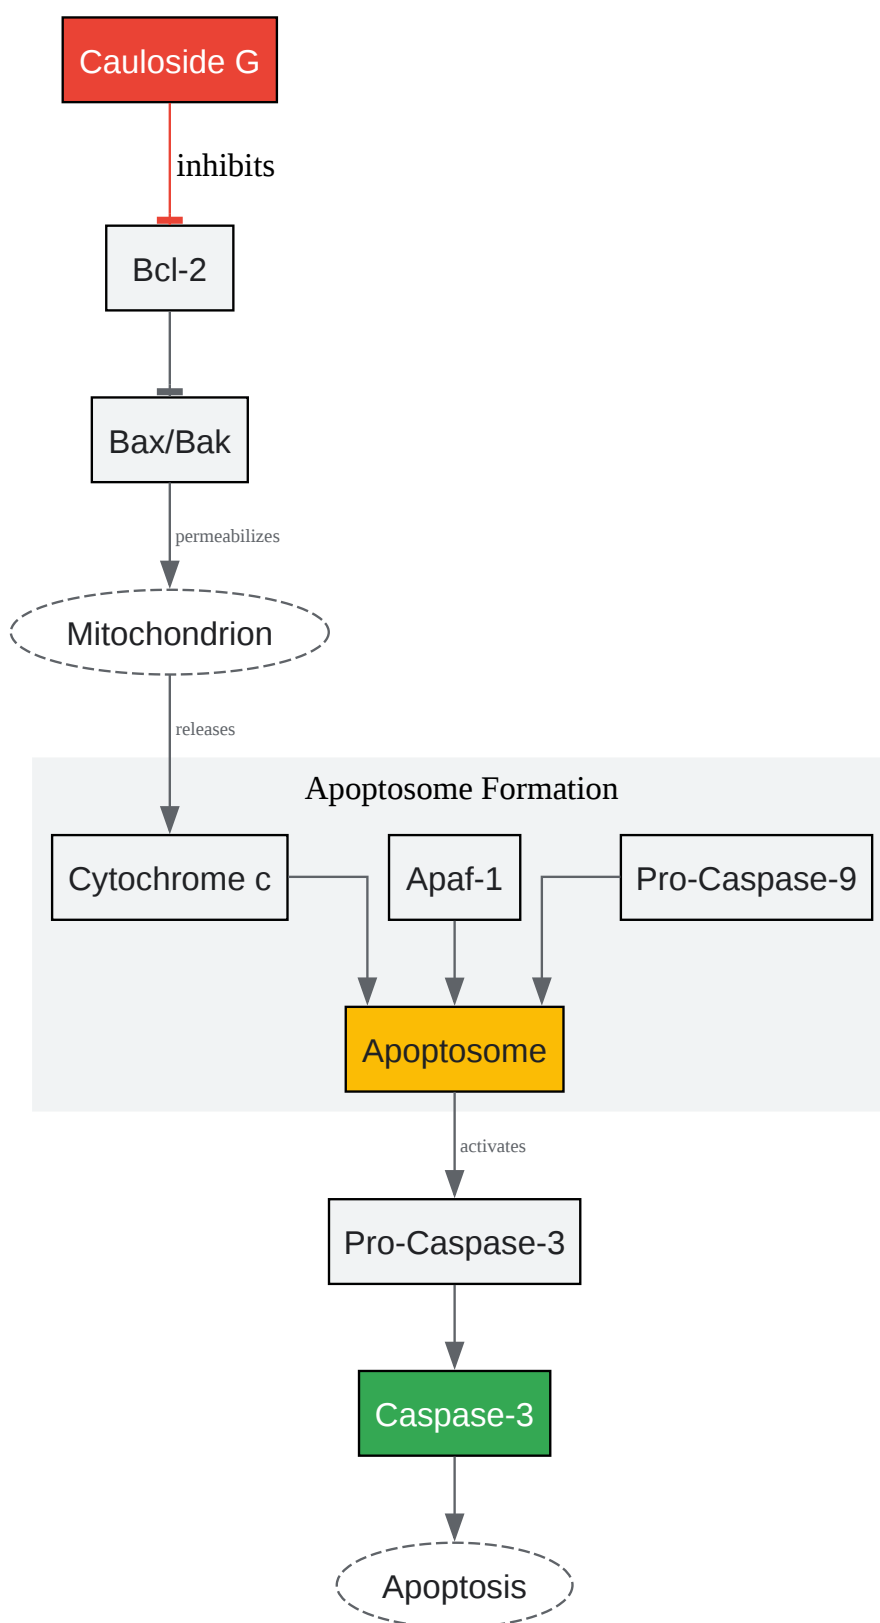 Cauloside G
inhibits
Bcl-2
Bax/Bak
permeabilizes
Mitochondrion
releases
Apoptosome Formation
Cytochrome c
Apaf-1
Pro-Caspase-9
Apoptosome
activates
Pro-Caspase-3
Caspase-3
Apoptosis